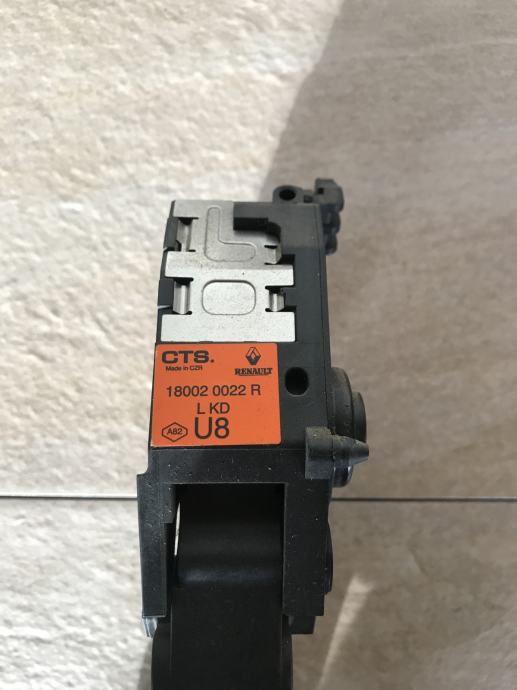 CTS.
Made in CZR
RENAULT
18002 0022 R
L KD
A82
U8